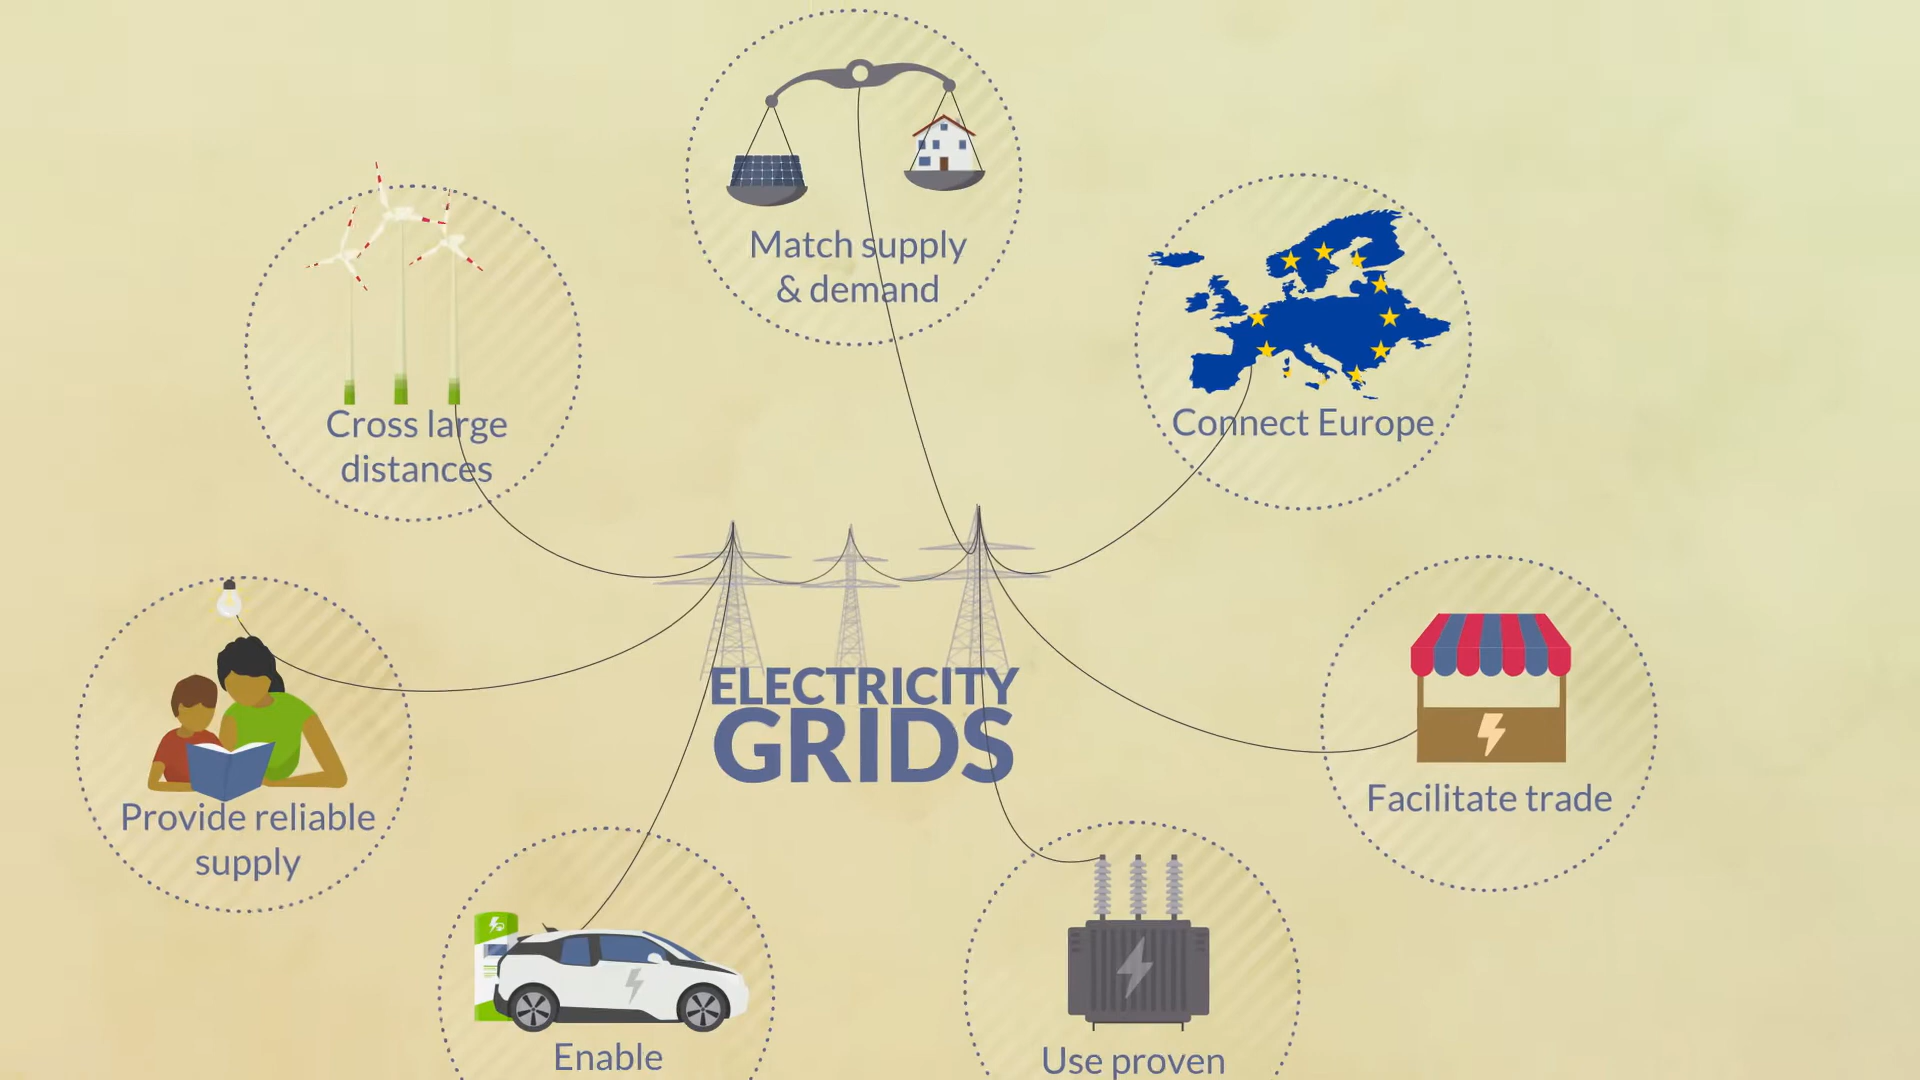 Match supply
& demand
Cross large
distances
Connect Europe
ELECTRICITY
GRIDS
Provide reliable
supply
Facilitate trade
Enable
Use proven